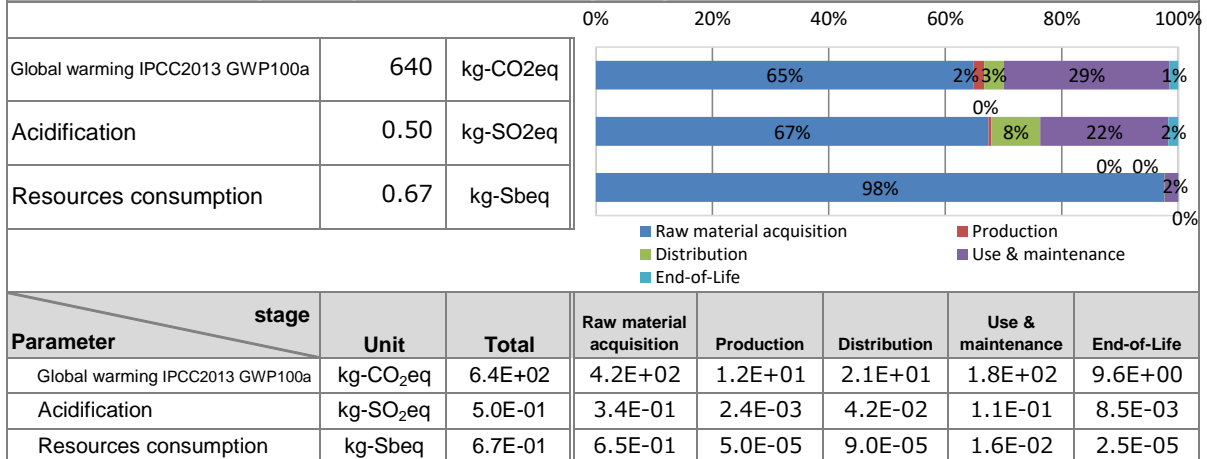 0% 20% 40% 60% 80% 100%
Global warming IPCC2013 GWP100a 640 kg-CO2eq 65% 2% 3% 29% 1%
0%
Acidification 0.50 kg-SO2eq 67% 8% 22% 2%
0% 0%
Resources consumption 0.67 kg-Sbeq 98% 2%
0%
Raw material acquisition Production
Distribution Use & maintenance
End-of-Life
stage
Parameter Unit Total Raw material acquisition Production Distribution Use & maintenance End-of-Life
Global warming IPCC2013 GWP100a kg-CO₂eq 6.4E+02 4.2E+02 1.2E+01 2.1E+01 1.8E+02 9.6E+00
Acidification kg-SO₂eq 5.0E-01 3.4E-01 2.4E-03 4.2E-02 1.1E-01 8.5E-03
Resources consumption kg-Sbeq 6.7E-01 6.5E-01 5.0E-05 9.0E-05 1.6E-02 2.5E-05